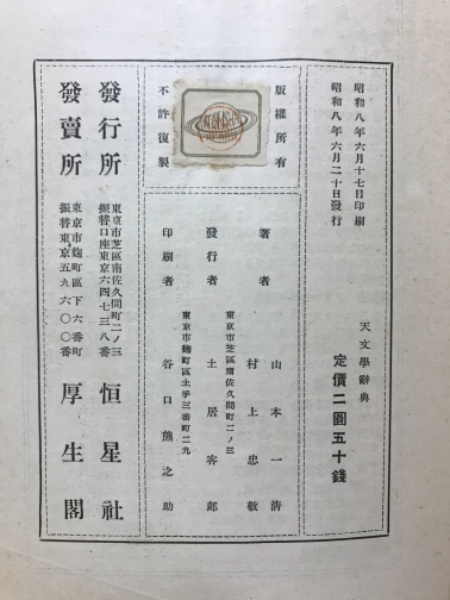 昭和八年六月十七日印刷
昭和八年六月二十日發行
天文學辭典
定價二圓五十錢
版權所有
不許復製
著者
山本一淸
村上忠敬
東京市芝區南佐久間町二ノ三
發行者
土居客郎
東京市麴町區土手三番町二九
印刷者
谷口熊之助
發行所
東京市芝區南佐久間町二ノ三
振替口座東京六四七三八番
恒星社
發賣所
東京市麴町區下六番町
振替東京五九六〇〇番
厚生閣